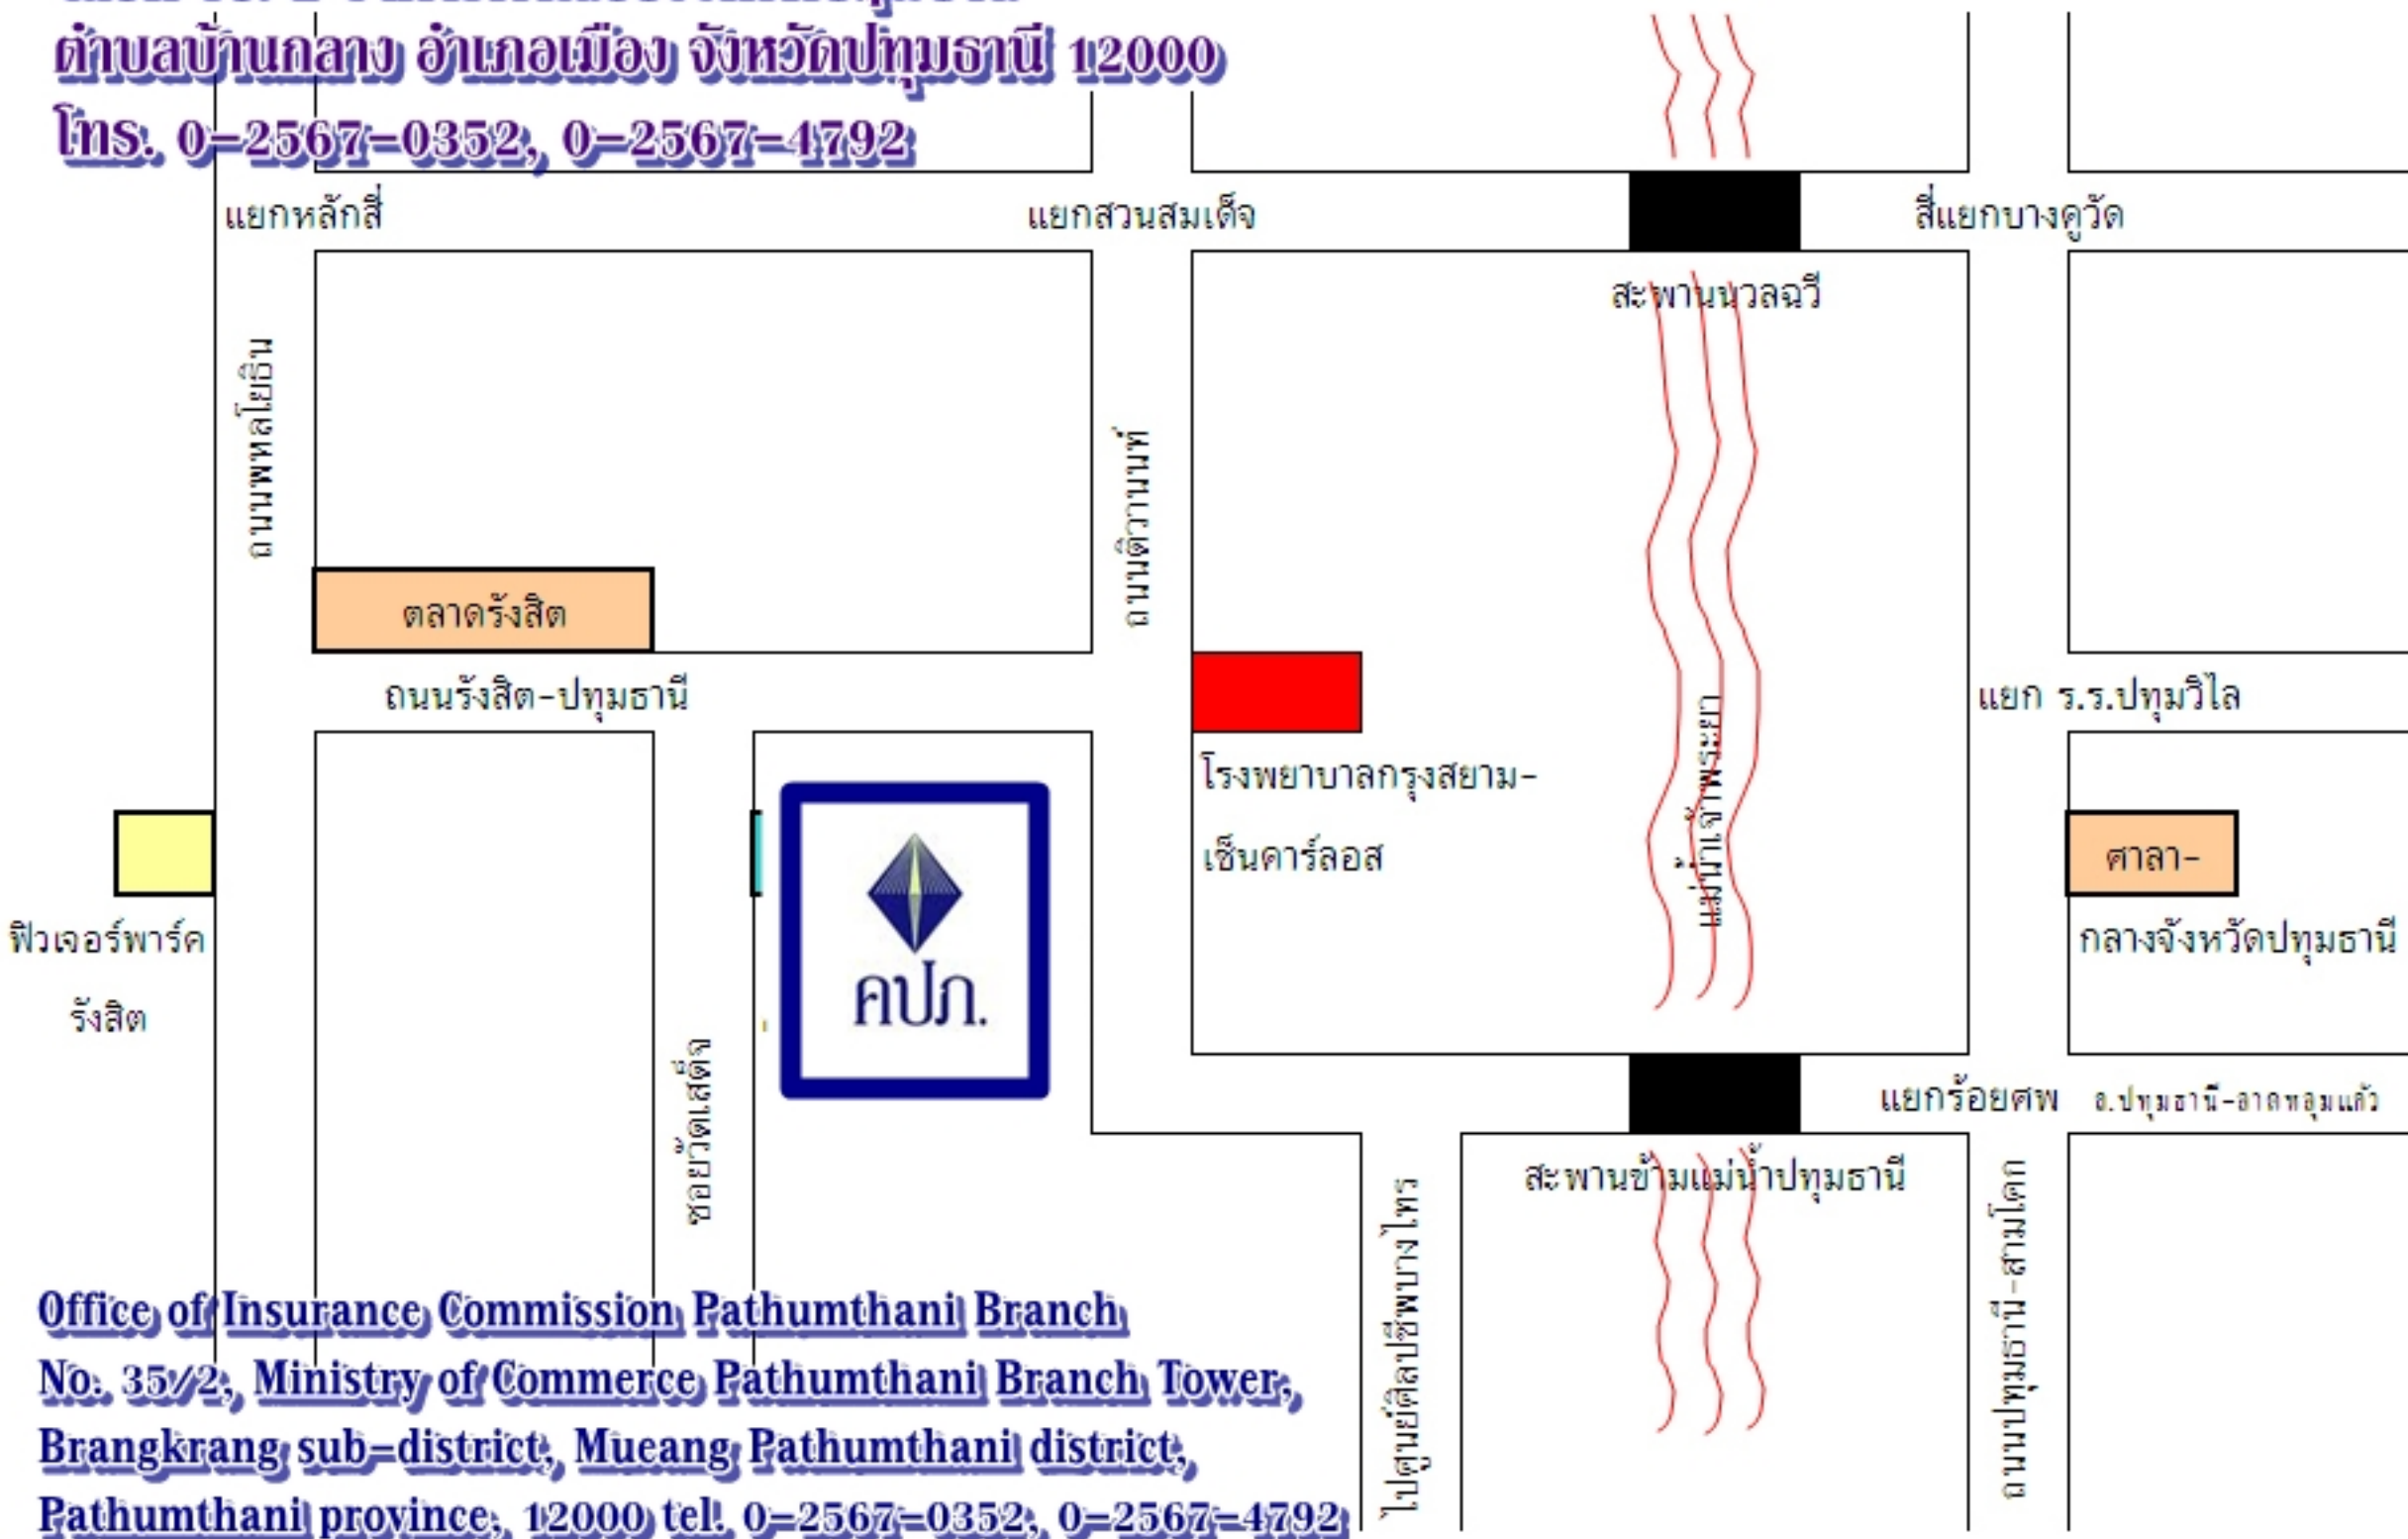 ตำบลบ้านกลาง อำเภอเมือง จังหวัดปทุมธานี 12000
โทร. 0-2567-0352, 0-2567-4792
แยกหลักสี่
แยกสวนสมเด็จ
สี่แยกบางคูวัด
สะพานนวลฉวี
ถนนพหลโยธิน
ถนนติวานนท์
ตลาดรังสิต
ถนนรังสิต-ปทุมธานี
แยก ร.ร.ปทุมวิไล
โรงพยาบาลกรุงสยาม-
เซ็นคาร์ลอส
แม่น้ำเจ้าพระยา
ศาลา-
กลางจังหวัดปทุมธานี
ฟิวเจอร์พาร์ค
รังสิต
คปภ.
ซอยวัดเสด็จ
แยกร้อยศพ
ถ.ปทุมธานี-ลาดหลุมแก้ว
สะพานข้ามแม่น้ำปทุมธานี
ไปศูนย์ศิลปชีพบางไทร
ถนนปทุมธานี-สามโคก
Office of Insurance Commission Pathumthani Branch
No. 35/2, Ministry of Commerce Pathumthani Branch Tower,
Brangkrang sub-district, Mueang Pathumthani district,
Pathumthani province, 12000 tel. 0-2567-0352, 0-2567-4792